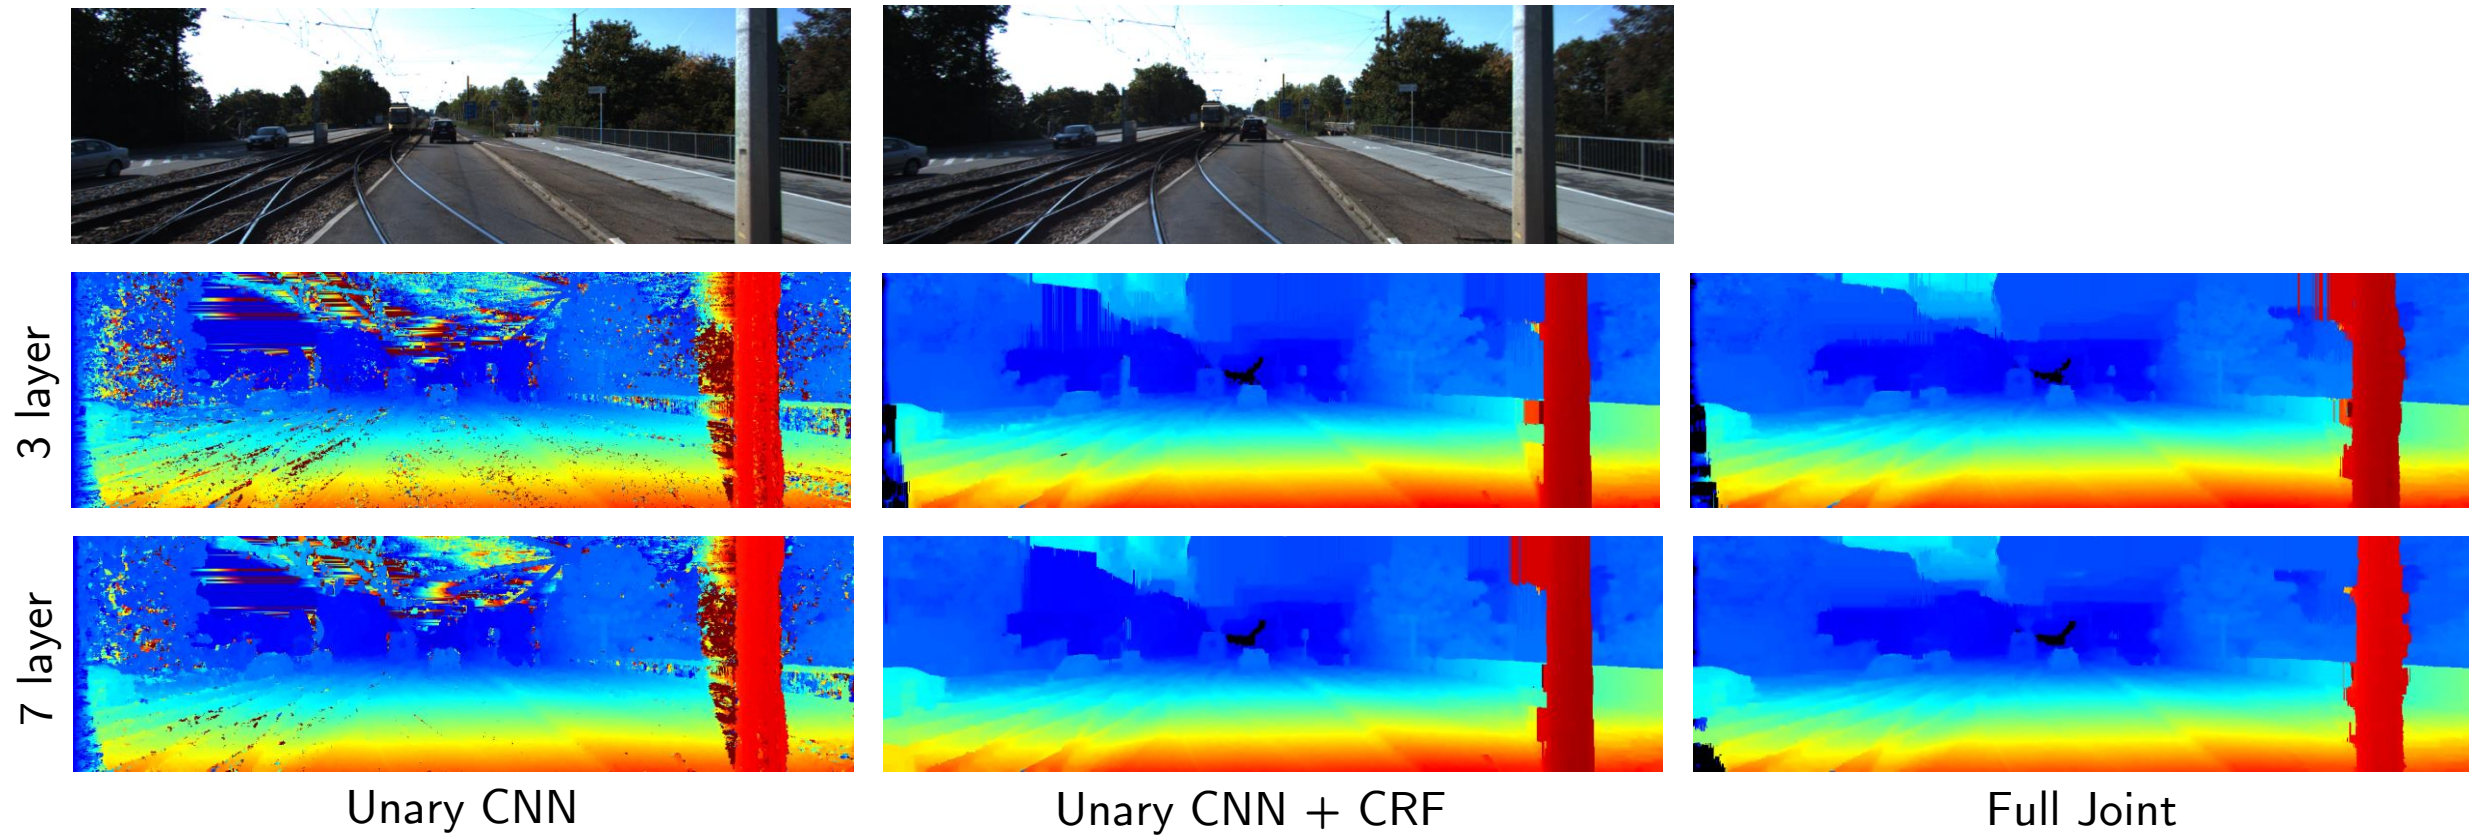 3 layer
7 layer
Unary CNN
Unary CNN + CRF
Full Joint